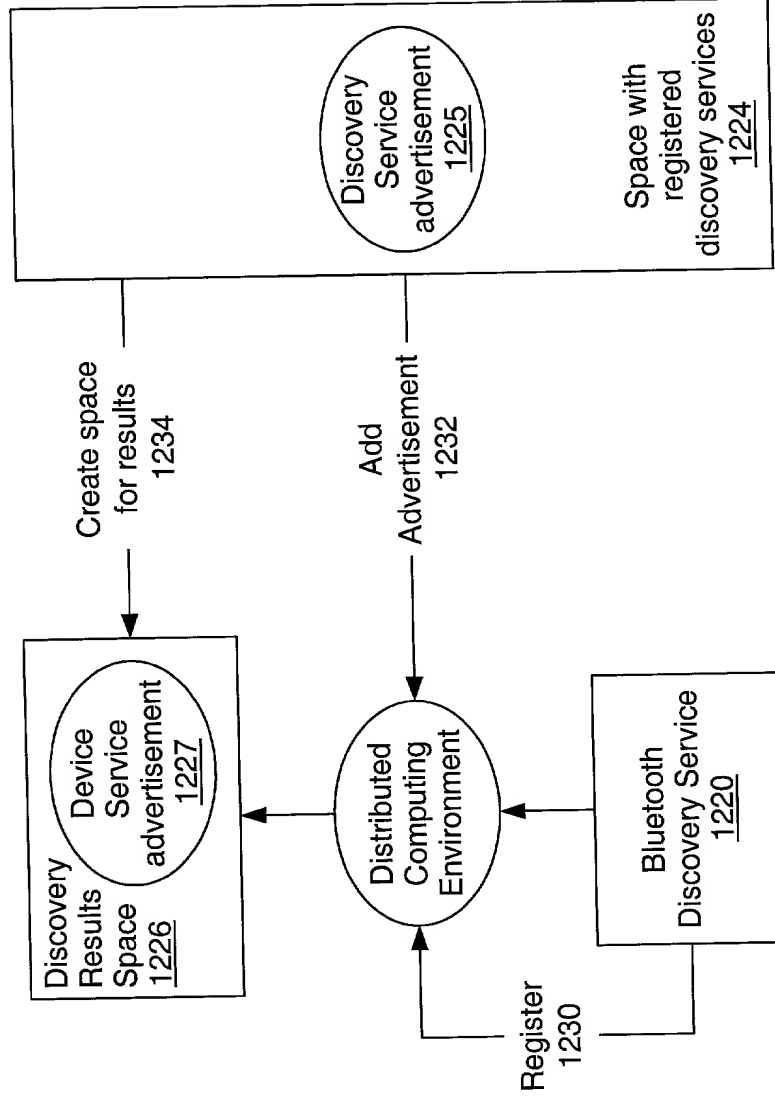 Register
1230
Discovery
Results
Space
1226
Device
Service
advertisement
1227
Distributed
Computing
Environment
Bluetooth
Discovery Service
1220
Create space
for results
1234
Add
Advertisement
1232
Discovery
Service
advertisement
1225
Space with
registered
discovery services
1224